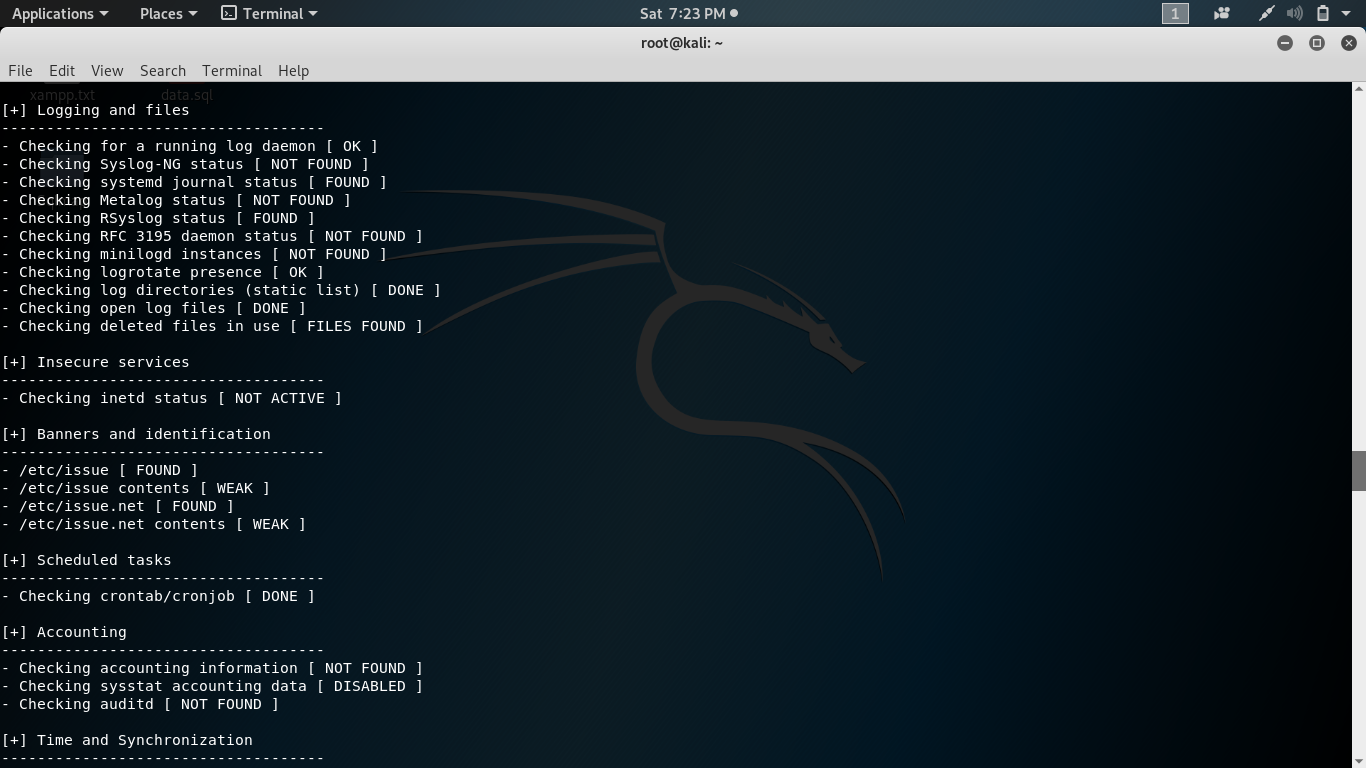 Applications Places Terminal Sat 7:23 PM 1
root@kali: ~
File Edit View Search Terminal Help
xampp.txt data.sql
[+] Logging and files
------------------------------------
- Checking for a running log daemon [ OK ]
- Checking Syslog-NG status [ NOT FOUND ]
- Checking systemd journal status [ FOUND ]
- Checking Metalog status [ NOT FOUND ]
- Checking RSyslog status [ FOUND ]
- Checking RFC 3195 daemon status [ NOT FOUND ]
- Checking minilogd instances [ NOT FOUND ]
- Checking logrotate presence [ OK ]
- Checking log directories (static list) [ DONE ]
- Checking open log files [ DONE ]
- Checking deleted files in use [ FILES FOUND ]
[+] Insecure services
------------------------------------
- Checking inetd status [ NOT ACTIVE ]
[+] Banners and identification
------------------------------------
- /etc/issue [ FOUND ]
- /etc/issue contents [ WEAK ]
- /etc/issue.net [ FOUND ]
- /etc/issue.net contents [ WEAK ]
[+] Scheduled tasks
------------------------------------
- Checking crontab/cronjob [ DONE ]
[+] Accounting
------------------------------------
- Checking accounting information [ NOT FOUND ]
- Checking sysstat accounting data [ DISABLED ]
- Checking auditd [ NOT FOUND ]
[+] Time and Synchronization
------------------------------------